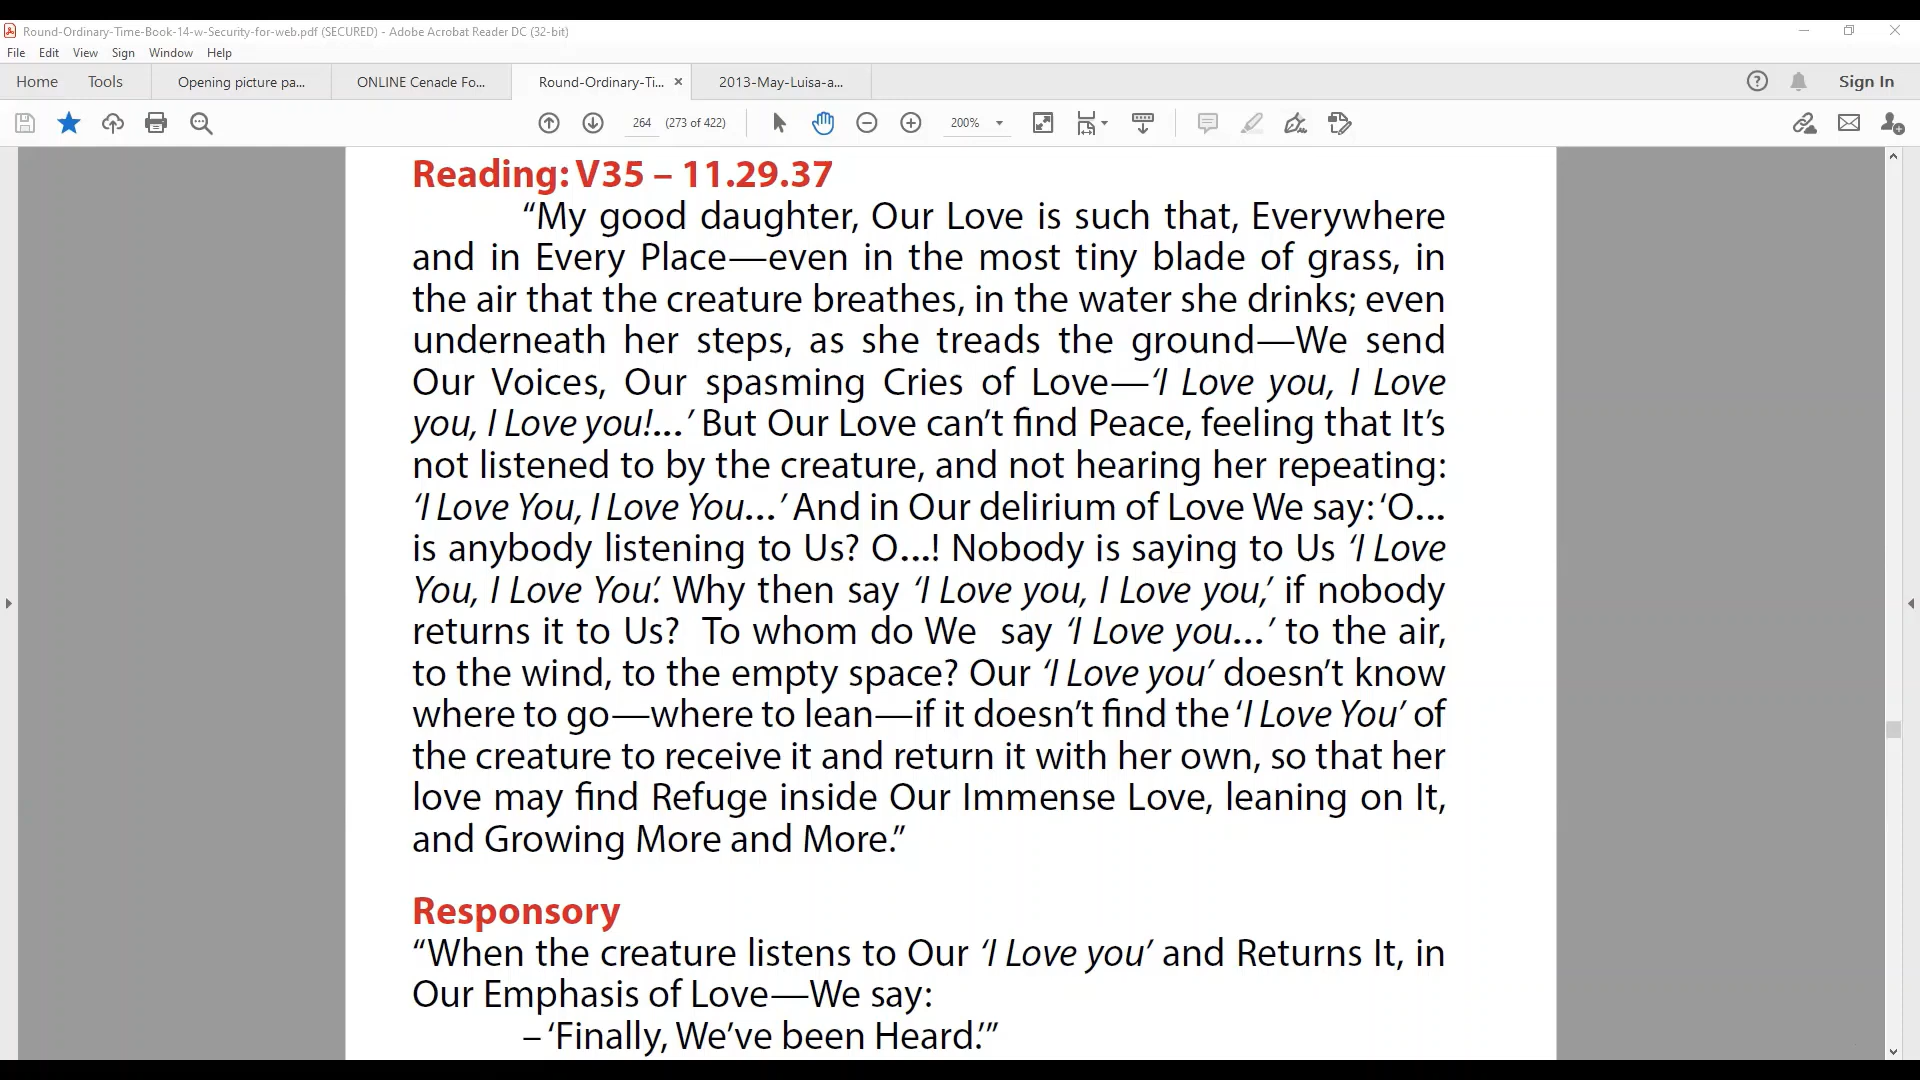 Round-Ordinary-Time-Book-14-w-Security-for-web.pdf (SECURED) - Adobe Acrobat Reader DC (32-bit)
File Edit View Sign Window Help
Home Tools Opening picture pa... ONLINE Cenacle Fo... Round-Ordinary-Ti... × 2013-May-Luisa-a... Sign In
264 (273 of 422) 200%
Reading: V35 – 11.29.37
“My good daughter, Our Love is such that, Everywhere
and in Every Place—even in the most tiny blade of grass, in
the air that the creature breathes, in the water she drinks; even
underneath her steps, as she treads the ground—We send
Our Voices, Our spasming Cries of Love—‘I Love you, I Love
you, I Love you!...’ But Our Love can’t find Peace, feeling that It’s
not listened to by the creature, and not hearing her repeating:
‘I Love You, I Love You...’ And in Our delirium of Love We say: ‘O...
is anybody listening to Us? O...! Nobody is saying to Us ‘I Love
You, I Love You’. Why then say ‘I Love you, I Love you,’ if nobody
returns it to Us? To whom do We say ‘I Love you...’ to the air,
to the wind, to the empty space? Our ‘I Love you’ doesn’t know
where to go—where to lean—if it doesn’t find the ‘I Love You’ of
the creature to receive it and return it with her own, so that her
love may find Refuge inside Our Immense Love, leaning on It,
and Growing More and More.”
Responsory
“When the creature listens to Our ‘I Love you’ and Returns It, in
Our Emphasis of Love—We say:
– ‘Finally, We’ve been Heard.’”